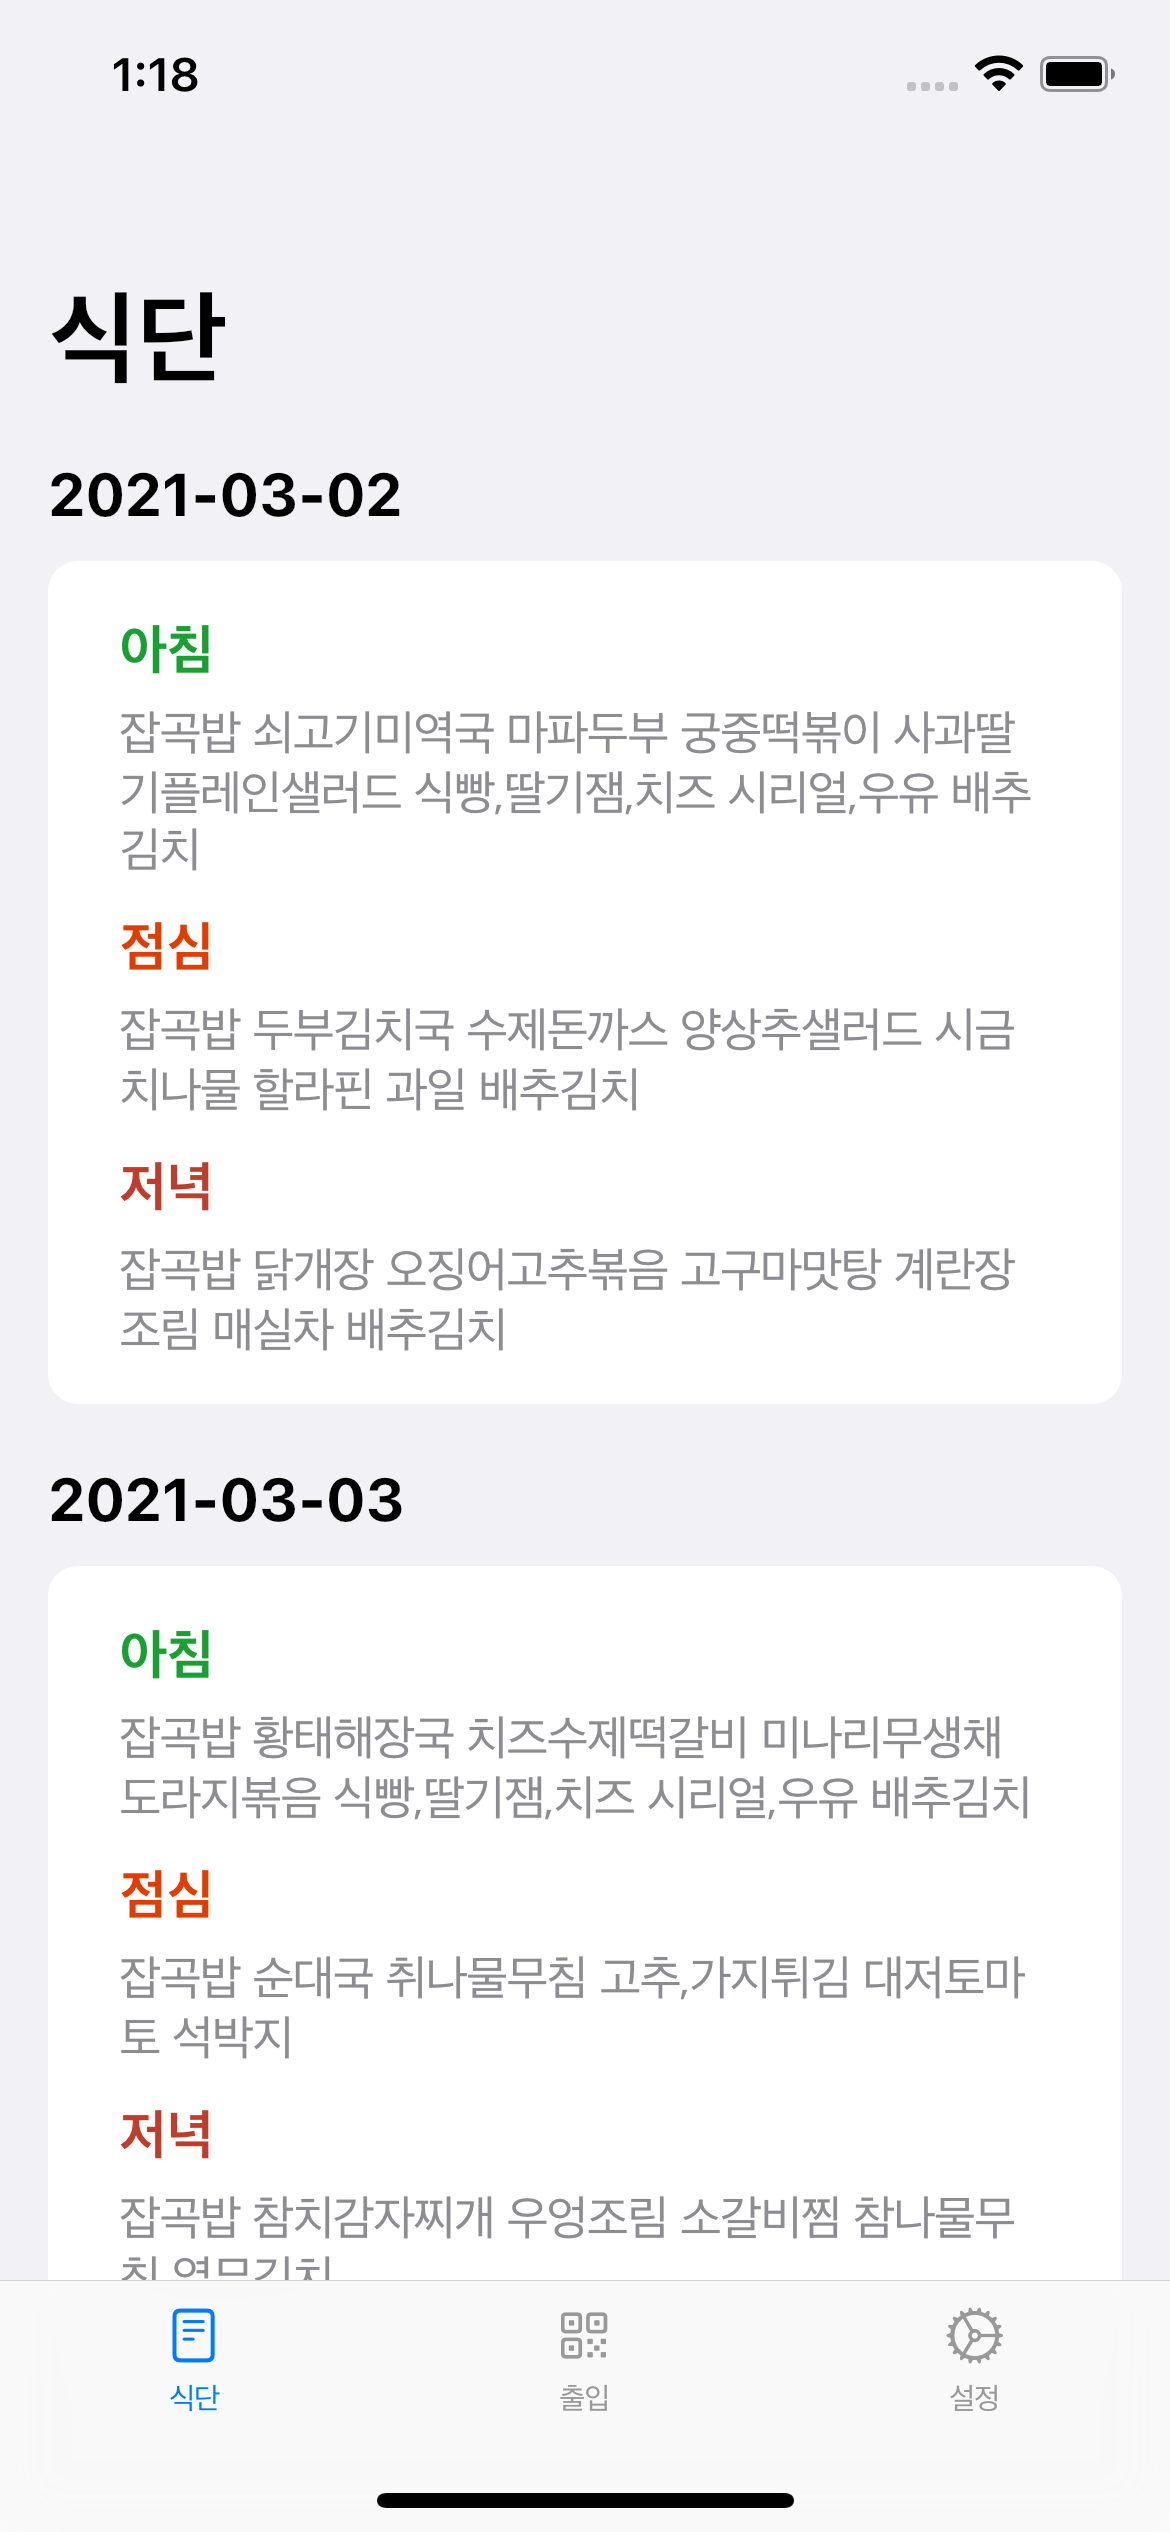 1:18
식단
2021-03-02
아침
잡곡밥 쇠고기미역국 마파두부 궁중떡볶이 사과딸
기플레인샐러드 식빵,딸기잼,치즈 시리얼,우유 배추
김치
점심
잡곡밥 두부김치국 수제돈까스 양상추샐러드 시금
치나물 할라핀 과일 배추김치
저녁
잡곡밥 닭개장 오징어고추볶음 고구마맛탕 계란장
조림 매실차 배추김치
2021-03-03
아침
잡곡밥 황태해장국 치즈수제떡갈비 미나리무생채
도라지볶음 식빵,딸기잼,치즈 시리얼,우유 배추김치
점심
잡곡밥 순대국 취나물무침 고추,가지튀김 대저토마
토 석박지
저녁
잡곡밥 참치감자찌개 우엉조림 소갈비찜 참나물무
침 열무김치
식단
출입
설정